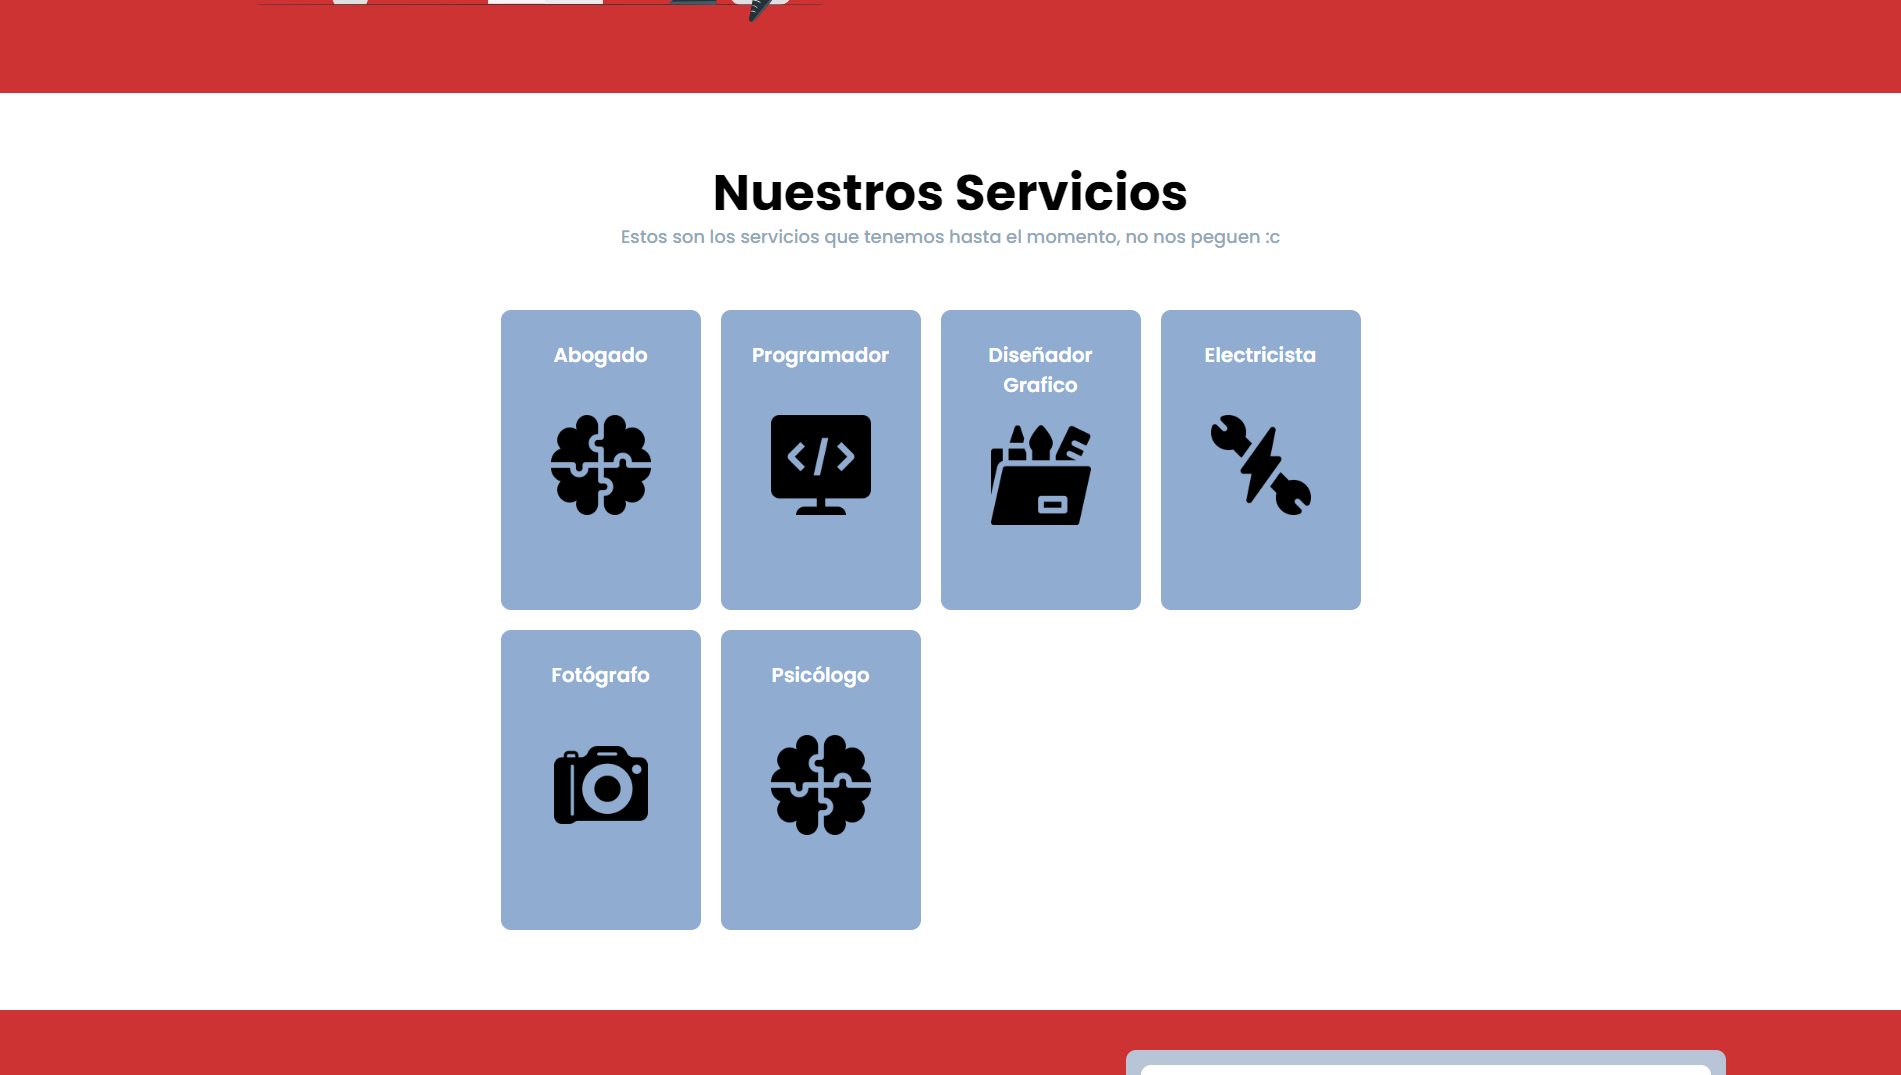 Nuestros Servicios
Estos son los servicios que tenemos hasta el momento, no nos peguen :c
Abogado
Programador
Diseñador
Grafico
Electricista
Fotógrafo
Psicólogo